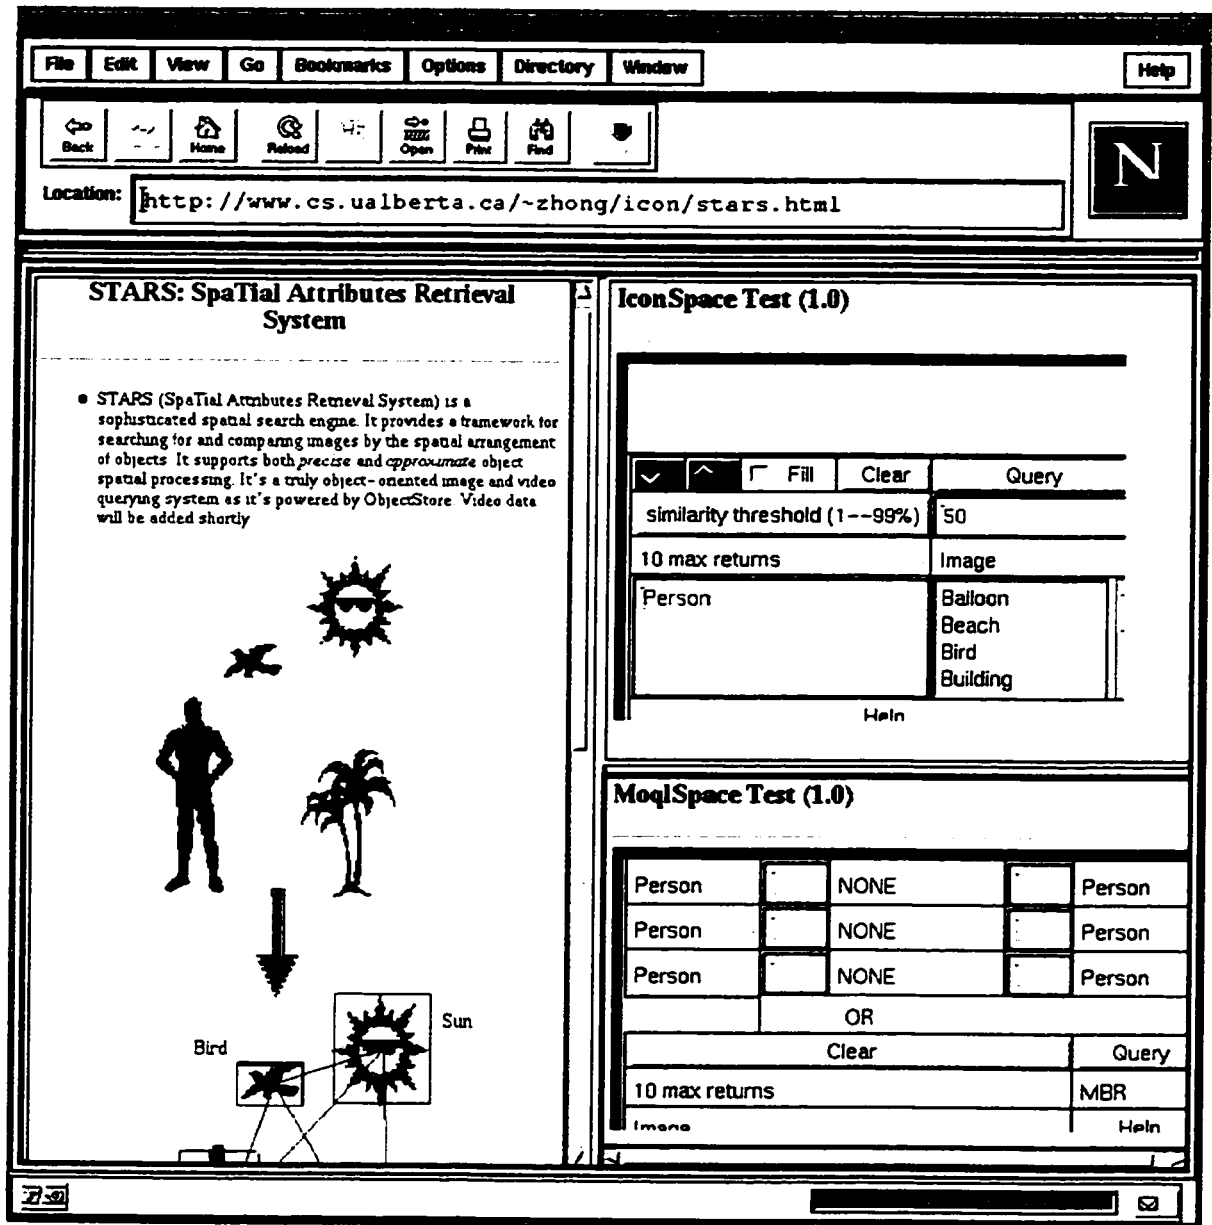 File Edit View Go Bookmarks Options Directory Window Help
Back Home Reload Open Print Find
N
Location: http://www.cs.ualberta.ca/~zhong/icon/stars.html
STARS: SpaTial Attributes Retrieval
System
• STARS (SpaTial Attributes Retrieval System) is a
sophisticated spatial search engine. It provides a framework for
searching for and comparing images by the spatial arrangement
of objects. It supports both precise and approximate object
spatial processing. It's a truly object-oriented image and video
querying system as it's powered by ObjectStore. Video data
will be added shortly
Bird
Sun
IconSpace Test (1.0)
Fill Clear Query
similarity threshold (1--99%) 50
10 max returns Image
Person
Balloon
Beach
Bird
Building
Help
MoqlSpace Test (1.0)
Person NONE Person
Person NONE Person
Person NONE Person
OR
Clear Query
10 max returns MBR
Image Help